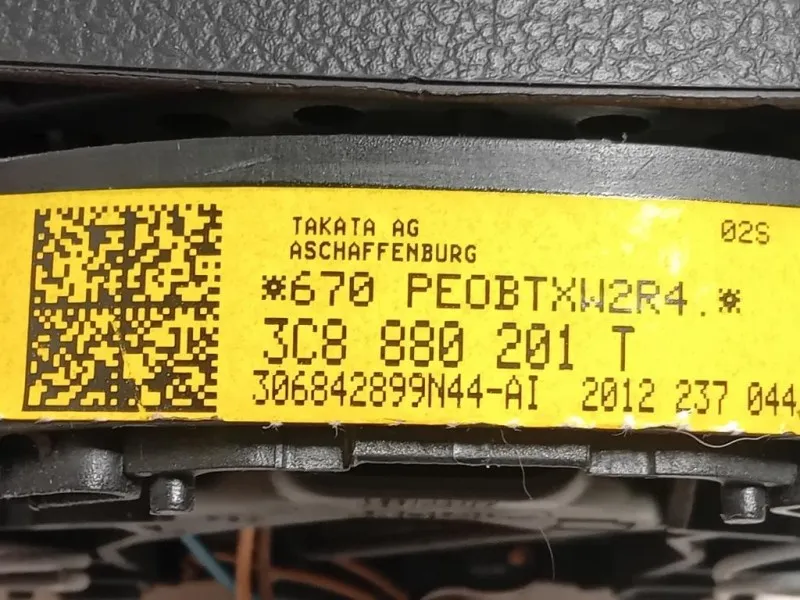 TAKATA AG
02S
ASCHAFFENBURG
*670 PEOBTXW2R4.*
3C8 880 201 T
306842899N44-AI 2012 237 044